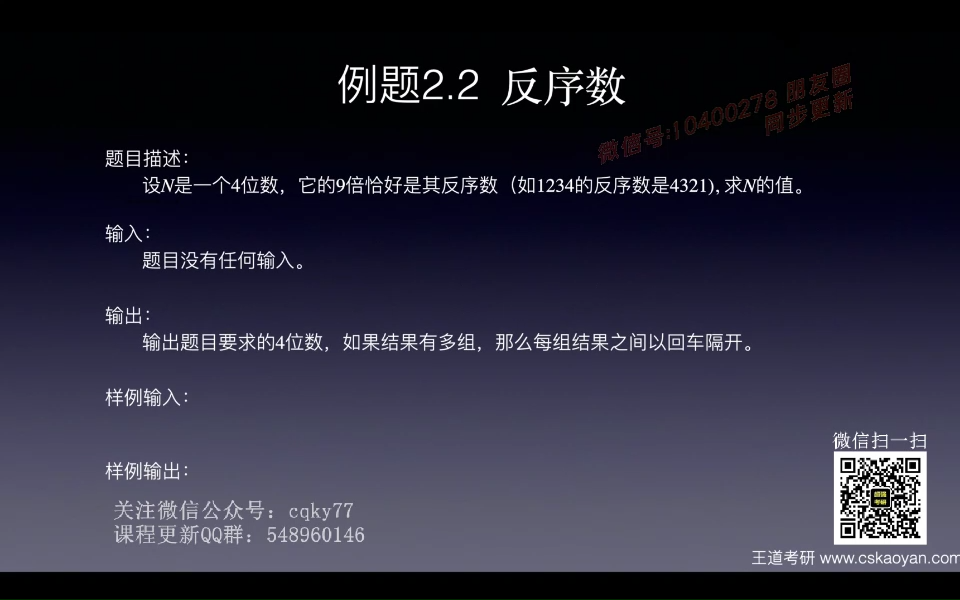 例题2.2 反序数
微信号:10400278 朋友圈
同步更新
题目描述：
设N是一个4位数，它的9倍恰好是其反序数（如1234的反序数是4321), 求N的值。
输入：
题目没有任何输入。
输出：
输出题目要求的4位数，如果结果有多组，那么每组结果之间以回车隔开。
样例输入：
样例输出：
关注微信公众号：cqky77
课程更新QQ群：548960146
微信扫一扫
王道考研 www.cskaoyan.com